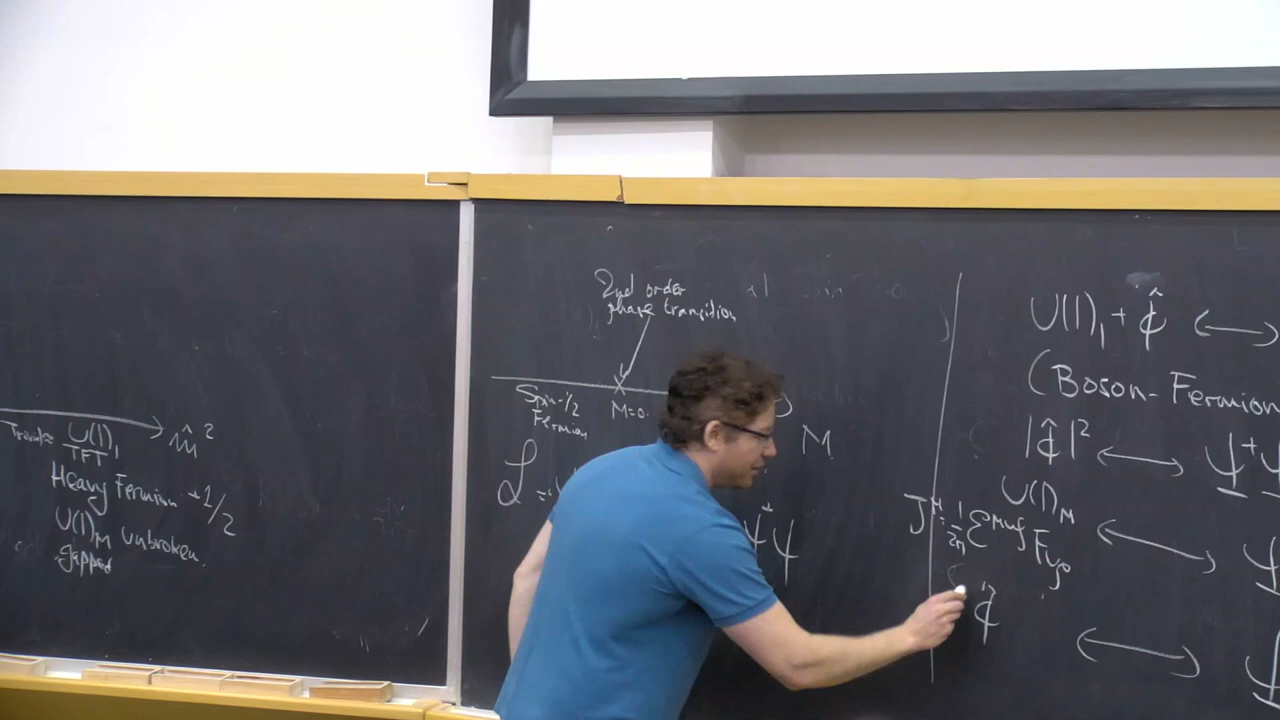 m̂²
U(1)₁
TFT
Heavy Fermion +1/2
U(1)_M Unbroken.
gapped
2nd order
phase transition
Spin-1/2
Fermion
M=0
M
ℒ =
ψ⁺ψ
U(1)₁ + ϕ̂ ⟷
(Boson-Fermion
|ϕ̂|² ⟷ ψ⁺ψ
U(1)_M
J^μ = 1/2π ε^{μνρ} F_{νρ} ⟷ ψ
ϕ̂ ⟷ ψ